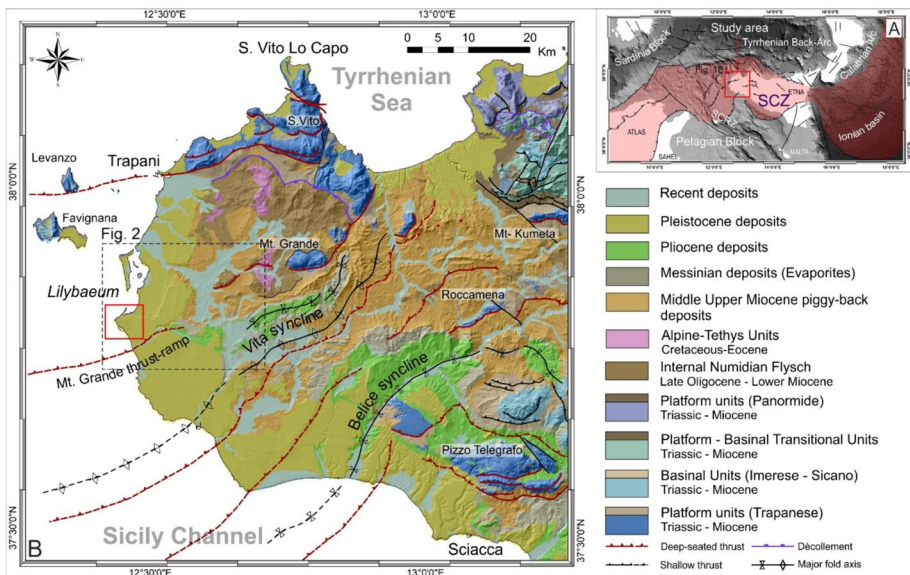 12°30'0"E
13°0'0"E
S. Vito Lo Capo
0 5 10 20
Km
Tyrrhenian
Sea
S.Vito
Levanzo
Trapani
38°0'0"N
38°0'0"N
Favignana
Fig. 2
Mt. Grande
Mt- Kumeta
Lilybaeum
Roccamena
Vita syncline
Mt. Grande thrust-ramp
Belice syncline
Pizzo Telegrafo
Sicily Channel
37°30'0"N
37°30'0"N
B
Sciacca
12°30'0"E
13°0'0"E
A
Study area
Sardinia Block
Tyrrhenian Back-Arc
Calabrian Arc
ETNA
SCZ
ATLAS
Pelagian Block
Ionian basin
SAHEL
MALTA
Recent deposits
Pleistocene deposits
Pliocene deposits
Messinian deposits (Evaporites)
Middle Upper Miocene piggy-back
deposits
Alpine-Tethys Units
Cretaceous-Eocene
Internal Numidian Flysch
Late Oligocene - Lower Miocene
Platform units (Panormide)
Triassic - Miocene
Platform - Basinal Transitional Units
Triassic - Miocene
Basinal Units (Imerese - Sicano)
Triassic - Miocene
Platform units (Trapanese)
Triassic - Miocene
Deep-seated thrust
Dècollement
Shallow thrust
Major fold axis